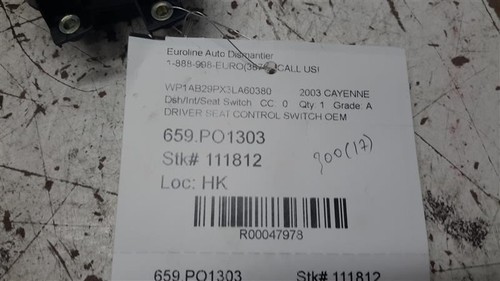 Euroline Auto Dismantler
1-888-998-EURO(3876) CALL US!
WP1AB29PX3LA60380 2003 CAYENNE
Dsh/Int/Seat Switch CC 0 Qty 1 Grade A
DRIVER SEAT CONTROL SWITCH OEM
659.PO1303
Stk# 111812
900(17)
Loc: HK
R00047978
659.PO1303 Stk# 111812